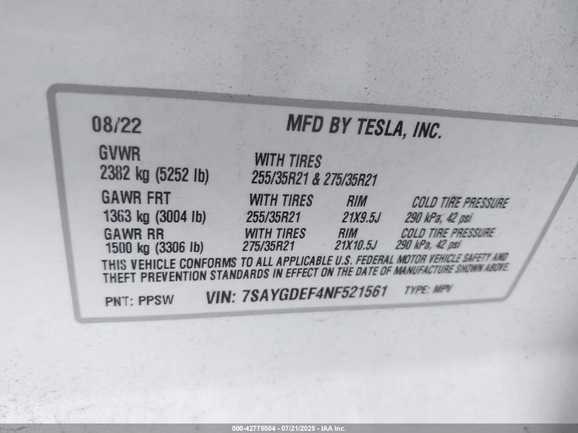 08/22 MFD BY TESLA, INC.
GVWR WITH TIRES
2382 kg (5252 lb) 255/35R21 & 275/35R21
GAWR FRT WITH TIRES RIM COLD TIRE PRESSURE
1363 kg (3004 lb) 255/35R21 21X9.5J 290 kPa, 42 psi
GAWR RR WITH TIRES RIM COLD TIRE PRESSURE
1500 kg (3306 lb) 275/35R21 21X10.5J 290 kPa, 42 psi
THIS VEHICLE CONFORMS TO ALL APPLICABLE U.S. FEDERAL MOTOR VEHICLE SAFETY AND
THEFT PREVENTION STANDARDS IN EFFECT ON THE DATE OF MANUFACTURE SHOWN ABOVE.
PNT: PPSW VIN: 7SAYGDEF4NF521561 TYPE: MPV
000-42778504 - 07/21/2025 - IAA Inc.